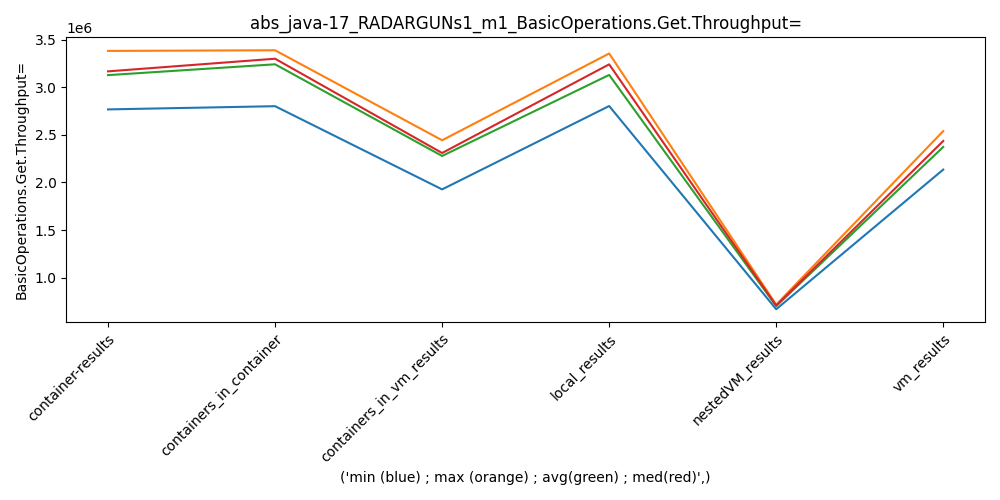 abs_java-17_RADARGUNs1_m1_BasicOperations.Get.Throughput=
1e6
3.5
3.0
2.5
2.0
1.5
1.0
BasicOperations.Get.Throughput=
container-results
containers_in_container
containers_in_vm_results
local_results
nestedVM_results
vm_results
('min (blue) ; max (orange) ; avg(green) ; med(red)',)